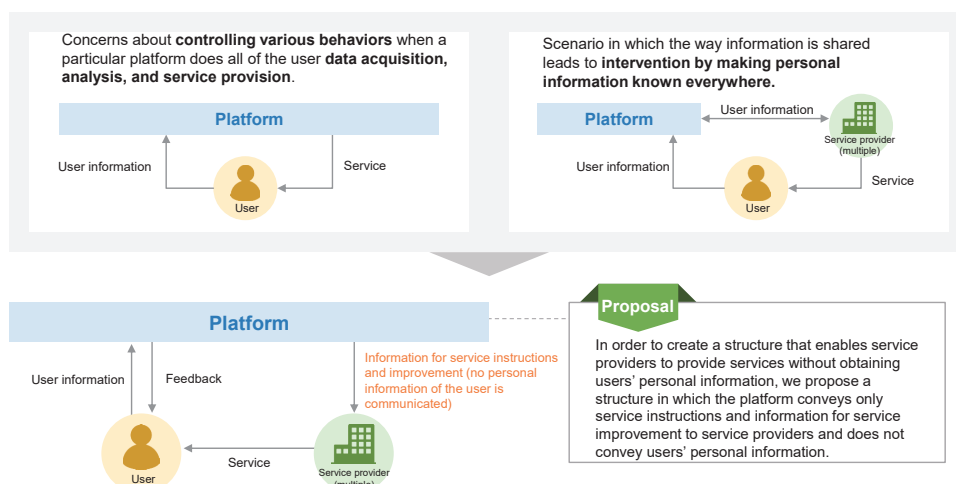 Concerns about controlling various behaviors when a
particular platform does all of the user data acquisition,
analysis, and service provision.
Platform
User information
Service
User
Scenario in which the way information is shared
leads to intervention by making personal
information known everywhere.
Platform
User information
Service provider
(multiple)
User information
Service
User
Platform
User information
Feedback
Information for service instructions
and improvement (no personal
information of the user is
communicated)
Service
User
Service provider
(multiple)
Proposal
In order to create a structure that enables service
providers to provide services without obtaining
users’ personal information, we propose a
structure in which the platform conveys only
service instructions and information for service
improvement to service providers and does not
convey users’ personal information.